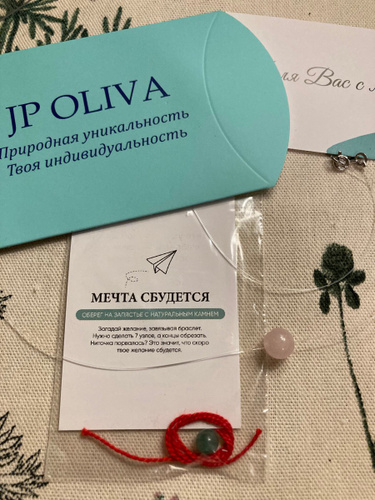 JP OLIVA
Природная уникальность
Твоя индивидуальность
Вас с
МЕЧТА СБУДЕТСЯ
ОБЕРЕГ НА ЗАПЯСТЬЕ С НАТУРАЛЬНЫМ КАМНЕМ
Загадай желание, завязывая браслет.
Нужно сделать 7 узлов, а концы обрезать.
Ниточка порвалась? Это значит, что скоро
твое желание сбудется.